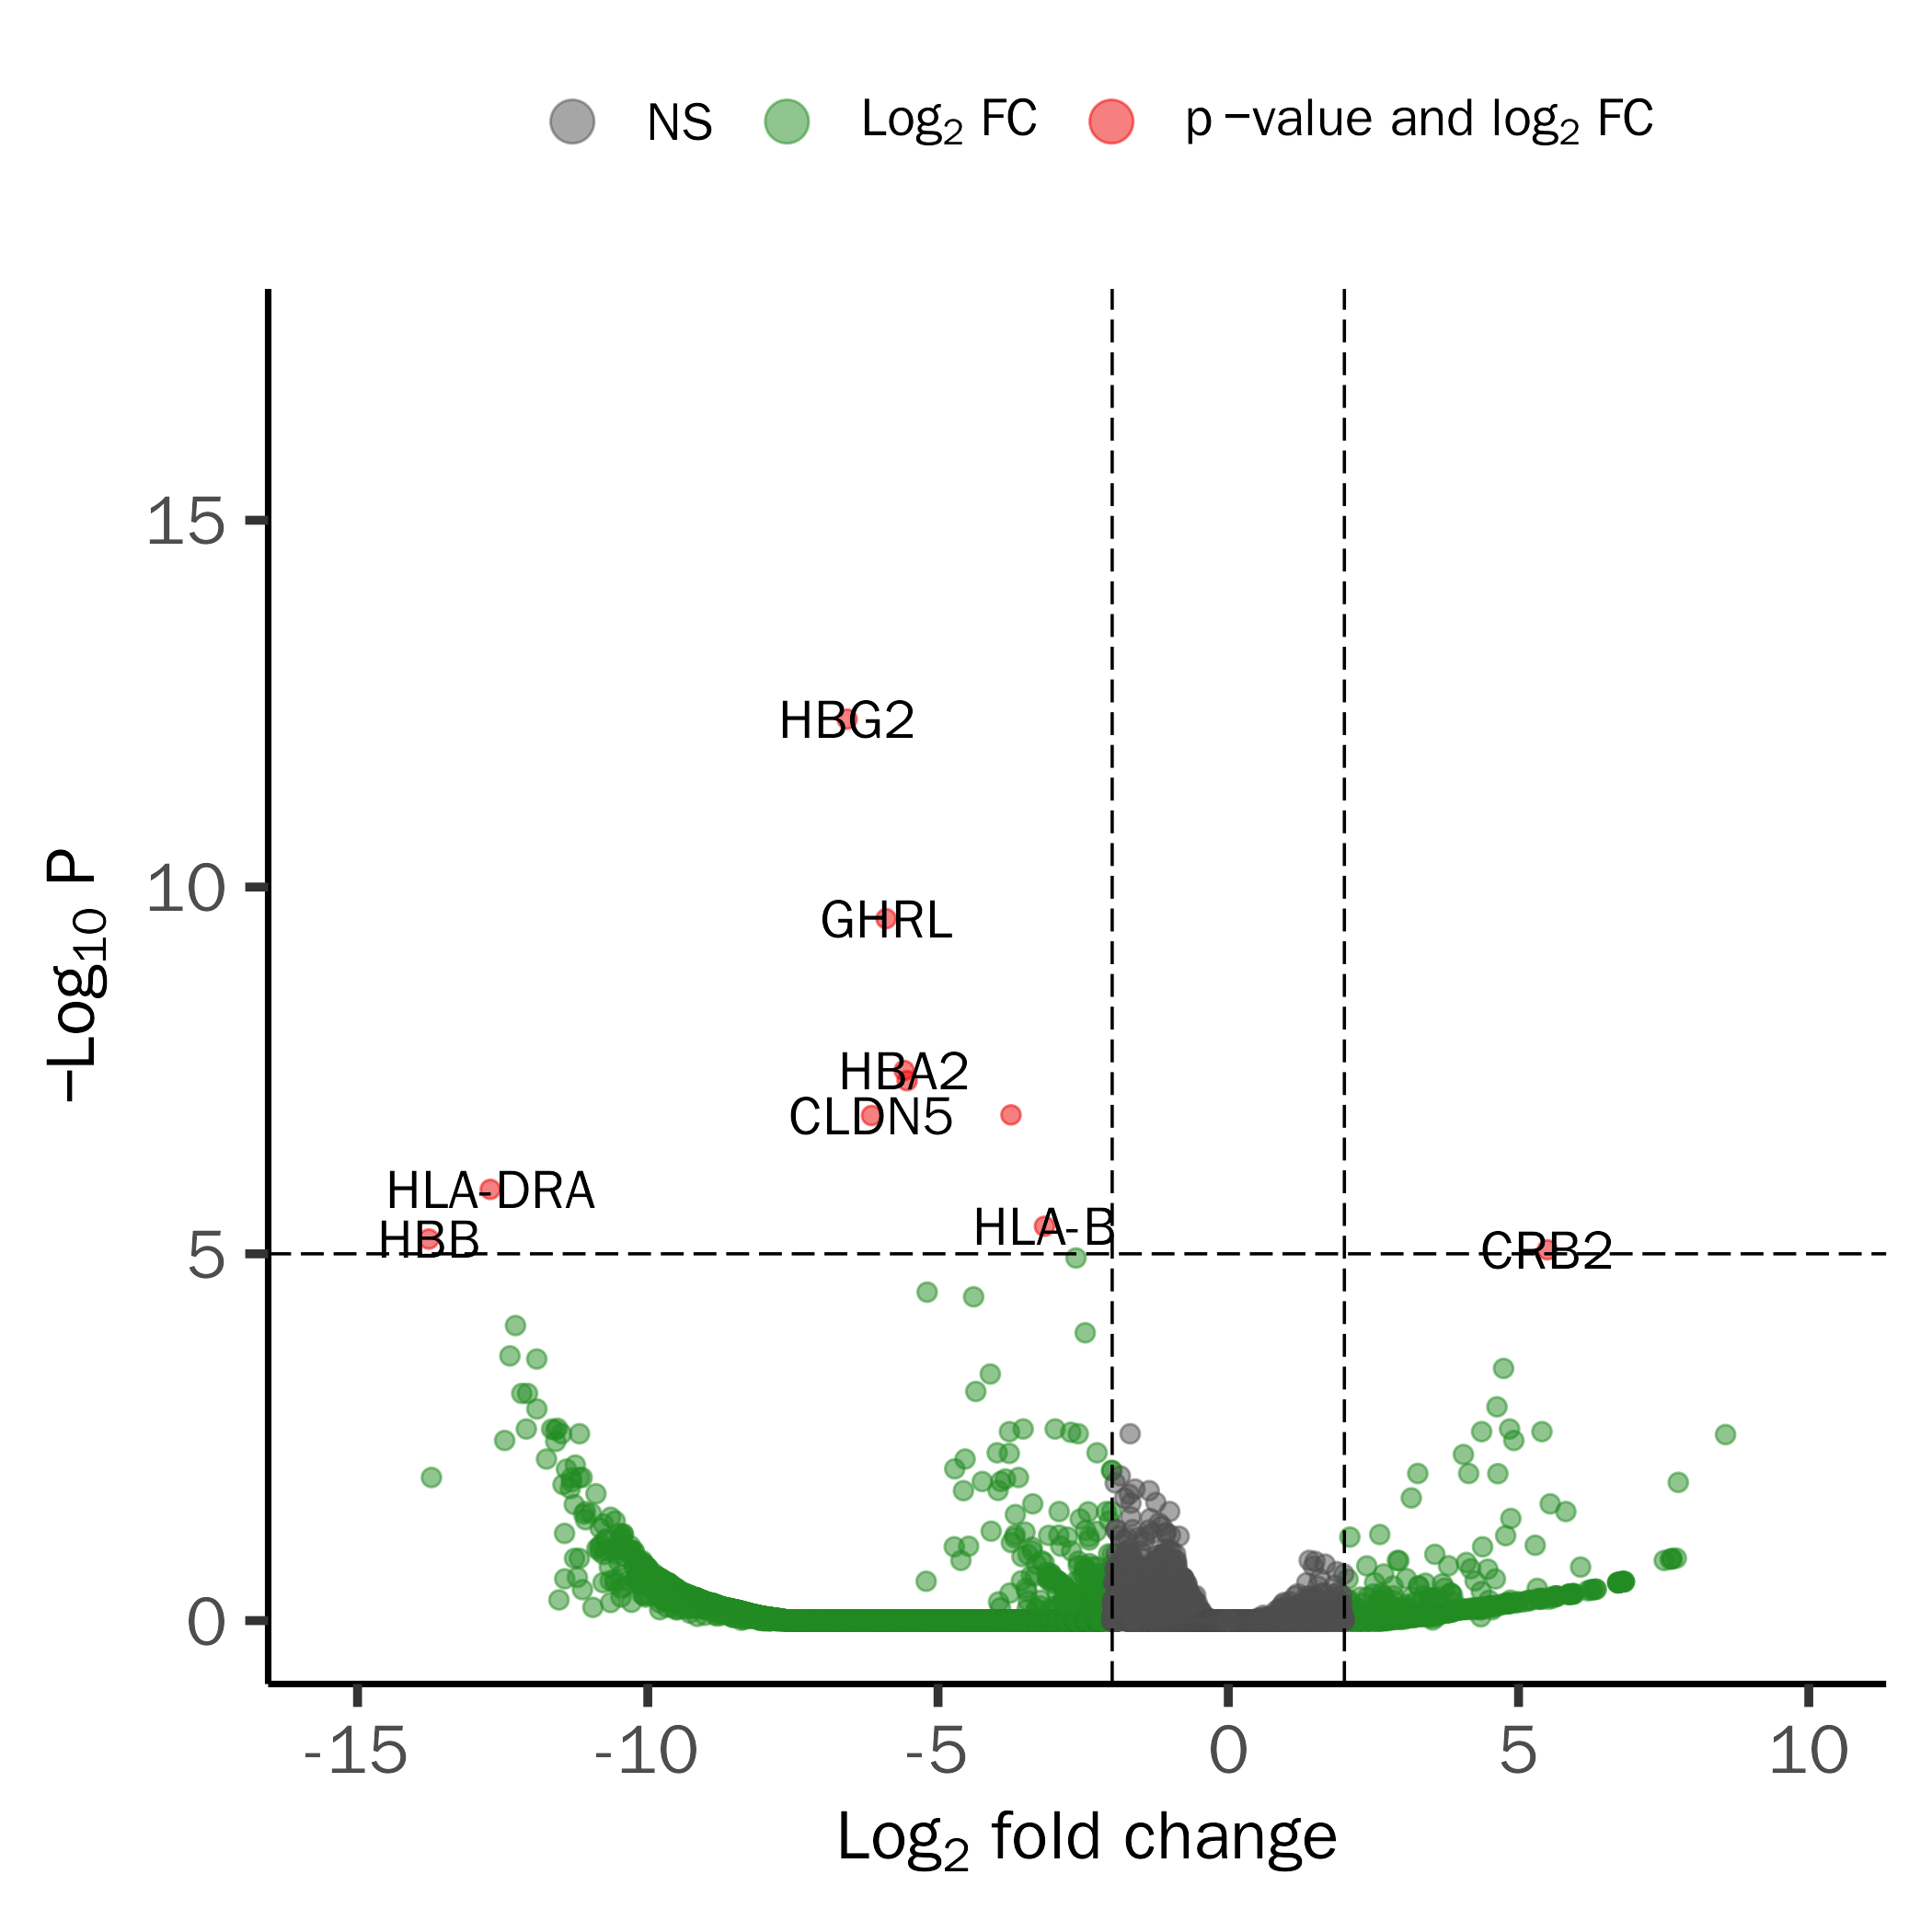 NS Log2 FC p −value and log2 FC
15
10
5
0
−Log10 P
HBG2
GHRL
HBA2
CLDN5
HLA-DRA
HLA-B
HBB
CRB2
-15 -10 -5 0 5 10
Log2 fold change